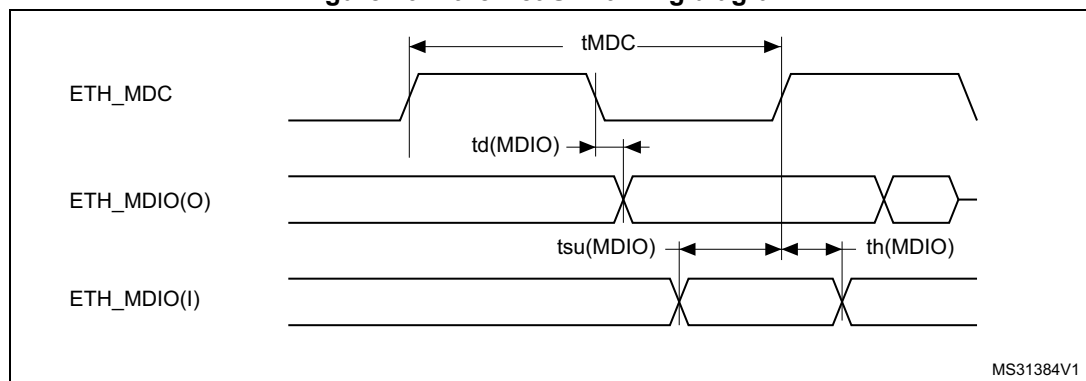 tMDC
ETH_MDC
td(MDIO)
ETH_MDIO(O)
tsu(MDIO)
th(MDIO)
ETH_MDIO(I)
MS31384V1